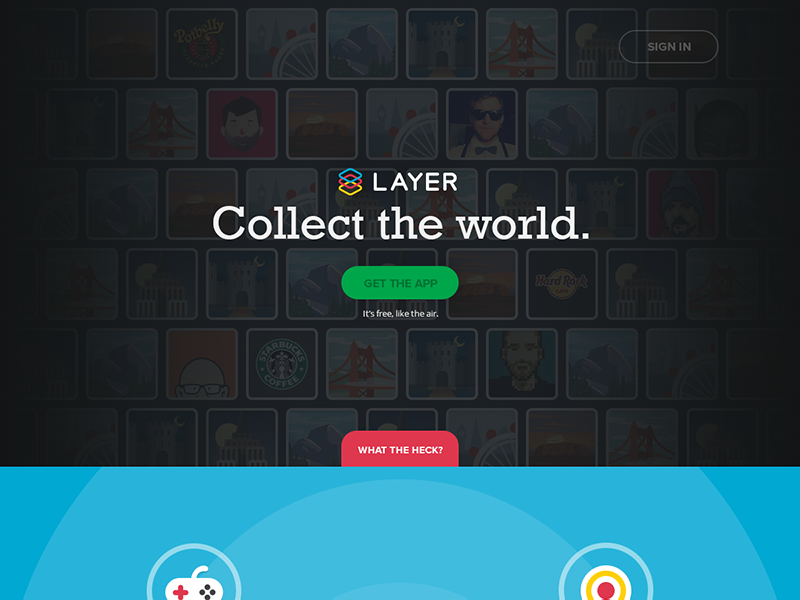 Potbelly
SIGN IN
LAYER
Collect the world.
GET THE APP
Hard Rock
CAFE
It's free, like the air.
STARBUCKS
COFFEE
WHAT THE HECK?